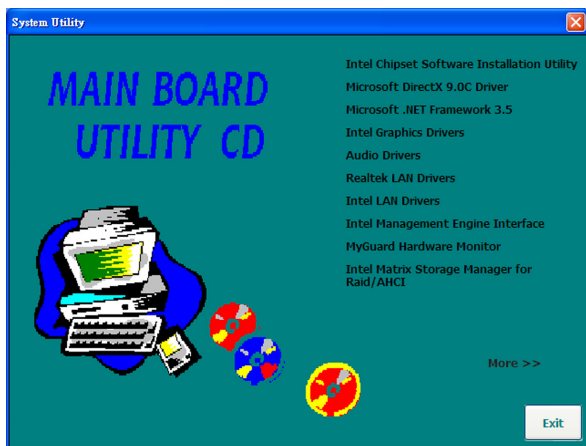 System Utility
MAIN BOARD
UTILITY CD
Intel Chipset Software Installation Utility
Microsoft DirectX 9.0C Driver
Microsoft .NET Framework 3.5
Intel Graphics Drivers
Audio Drivers
Realtek LAN Drivers
Intel LAN Drivers
Intel Management Engine Interface
MyGuard Hardware Monitor
Intel Matrix Storage Manager for
Raid/AHCI
More >>
Exit